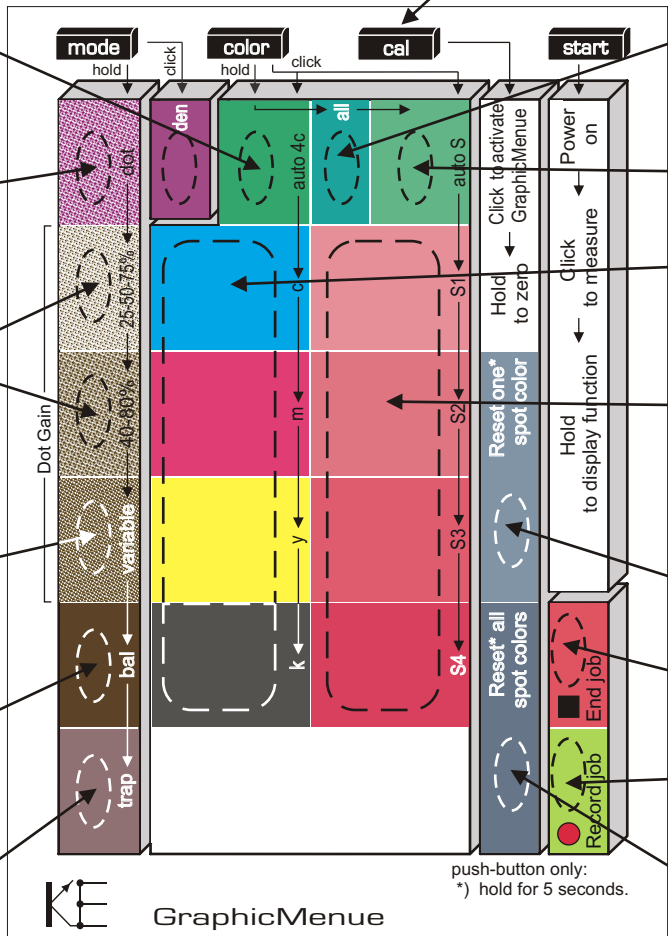 mode
color
cal
start
hold
click
hold
click
dot
den
auto 4c
all
auto S
Click to activate
GraphicMenue
Hold
to zero
Power
on
Click
to measure
Hold
to display function
Dot Gain
25-50-75%
40-80%
variable
bal
trap
c
m
y
k
S1
S2
S3
S4
Reset one*
spot color
Reset* all
spot colors
End job
Record job
push-button only:
*) hold for 5 seconds.
GraphicMenue